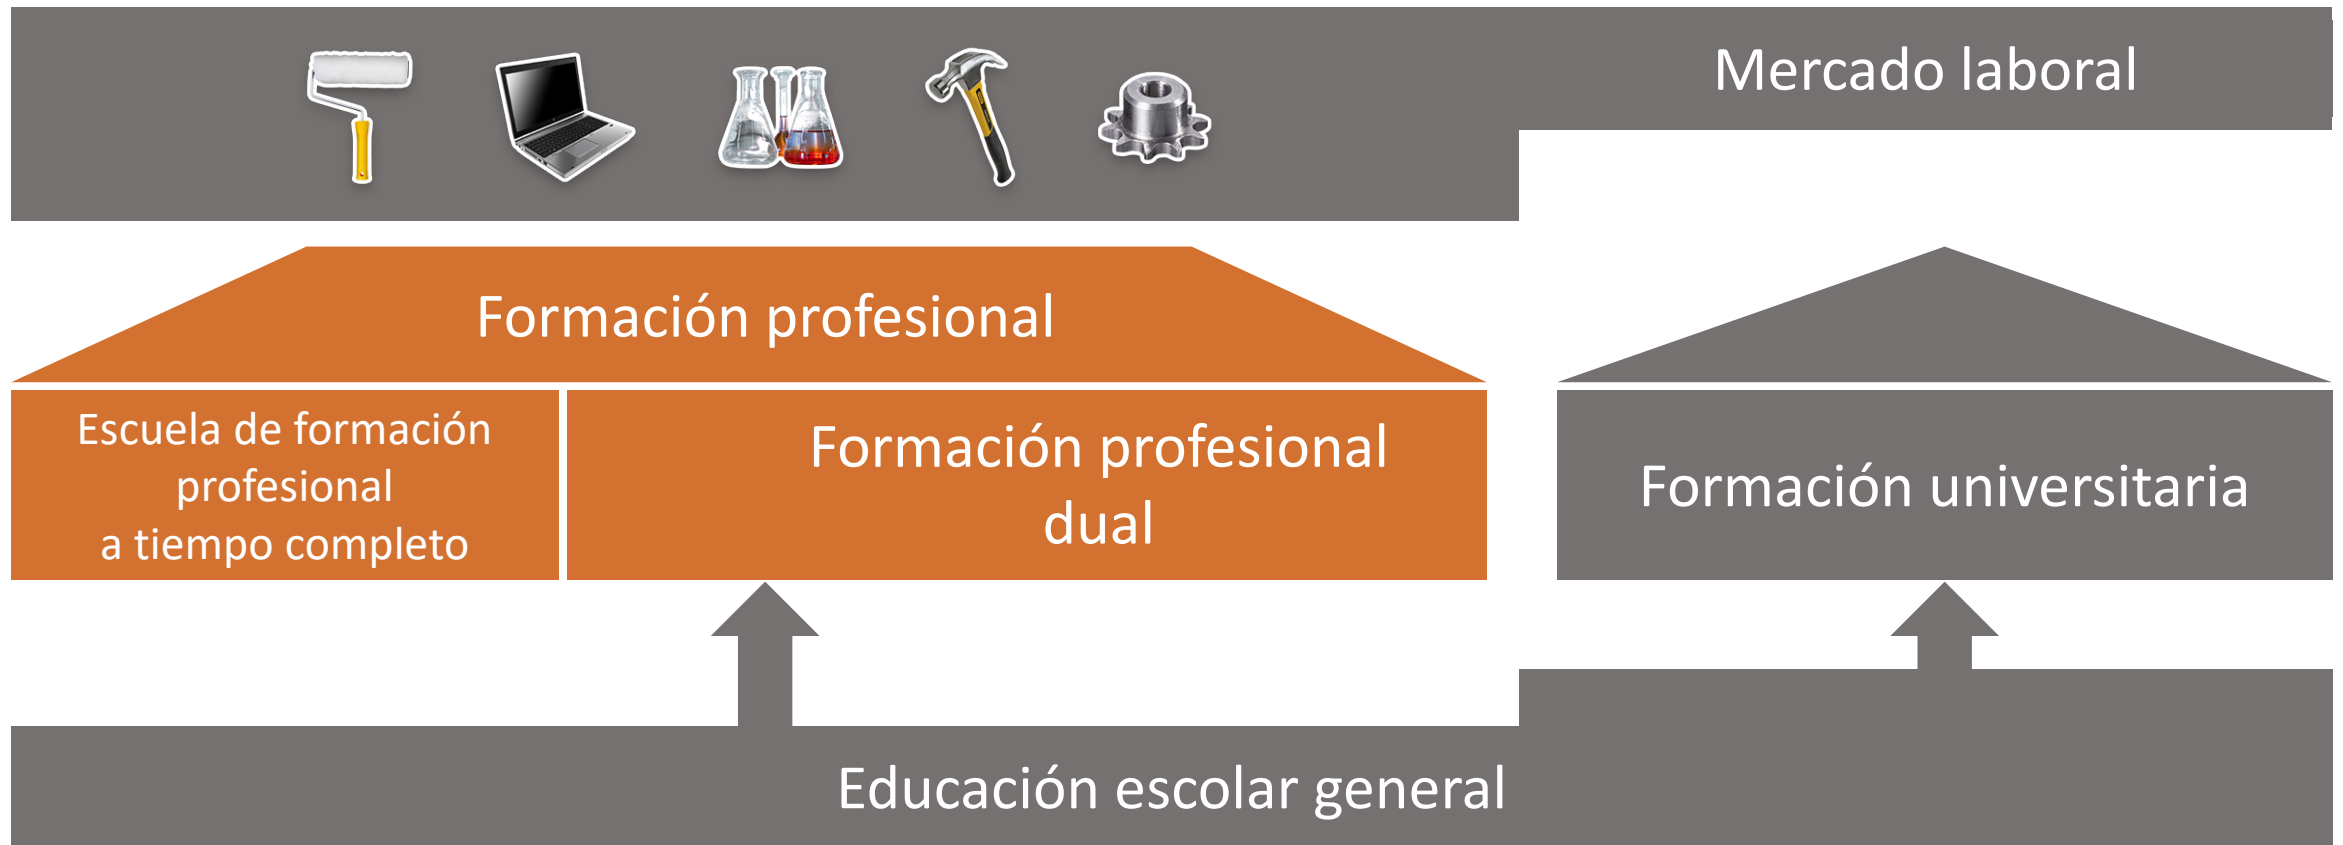 Mercado laboral
Formación profesional
Escuela de formación
profesional
a tiempo completo
Formación profesional
dual
Formación universitaria
Educación escolar general